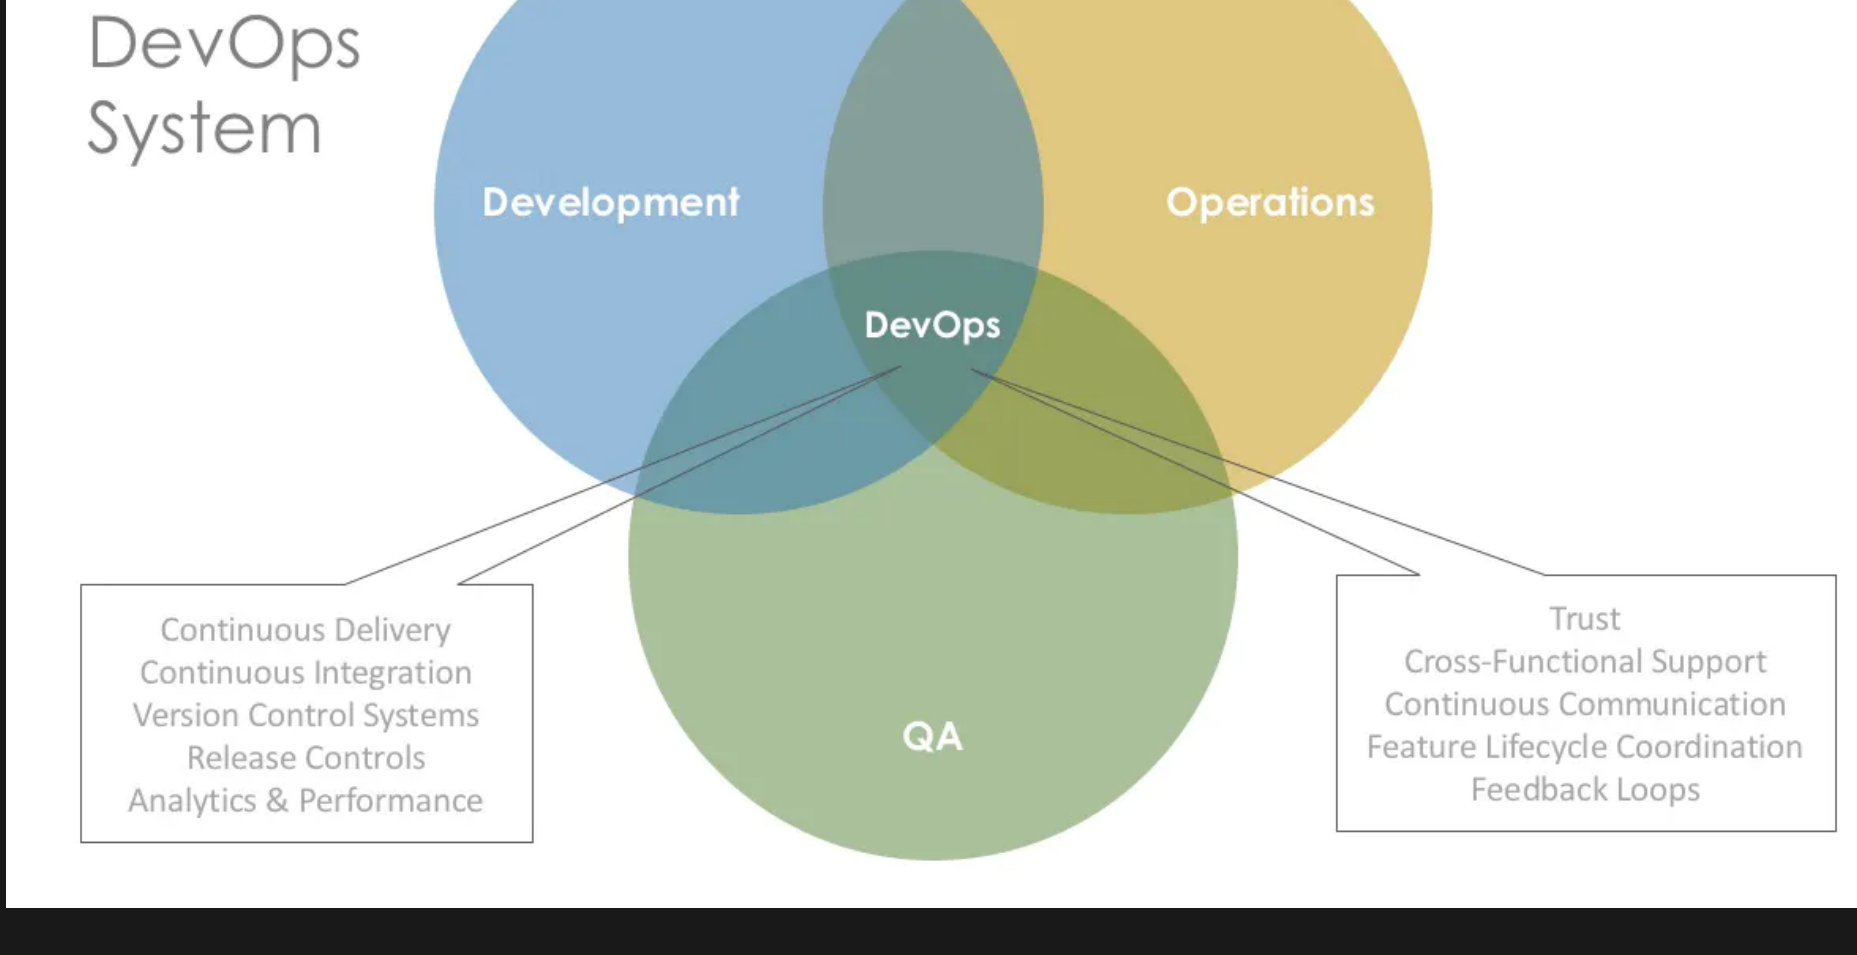 DevOps
System
Development
Operations
DevOps
QA
Continuous Delivery
Continuous Integration
Version Control Systems
Release Controls
Analytics & Performance
Trust
Cross-Functional Support
Continuous Communication
Feature Lifecycle Coordination
Feedback Loops